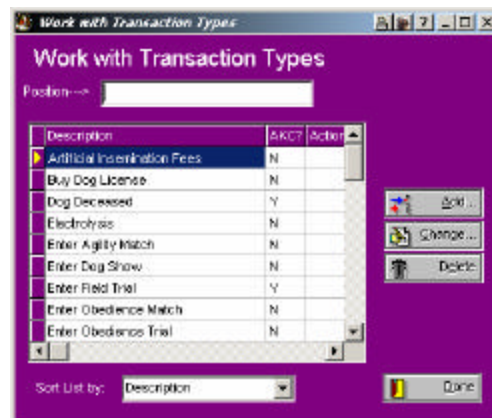 Work with Transaction Types
Work with Transaction Types
Position--->
Description AKC? Action
Artificial Insemination Fees N
Buy Dog License N
Dog Deceased Y
Electrolysis N
Enter Agility Match N
Enter Dog Show N
Enter Field Trial Y
Enter Obedience Match N
Enter Obedience Trial N
Add...
Change...
Delete
Sort List by: Description
Done